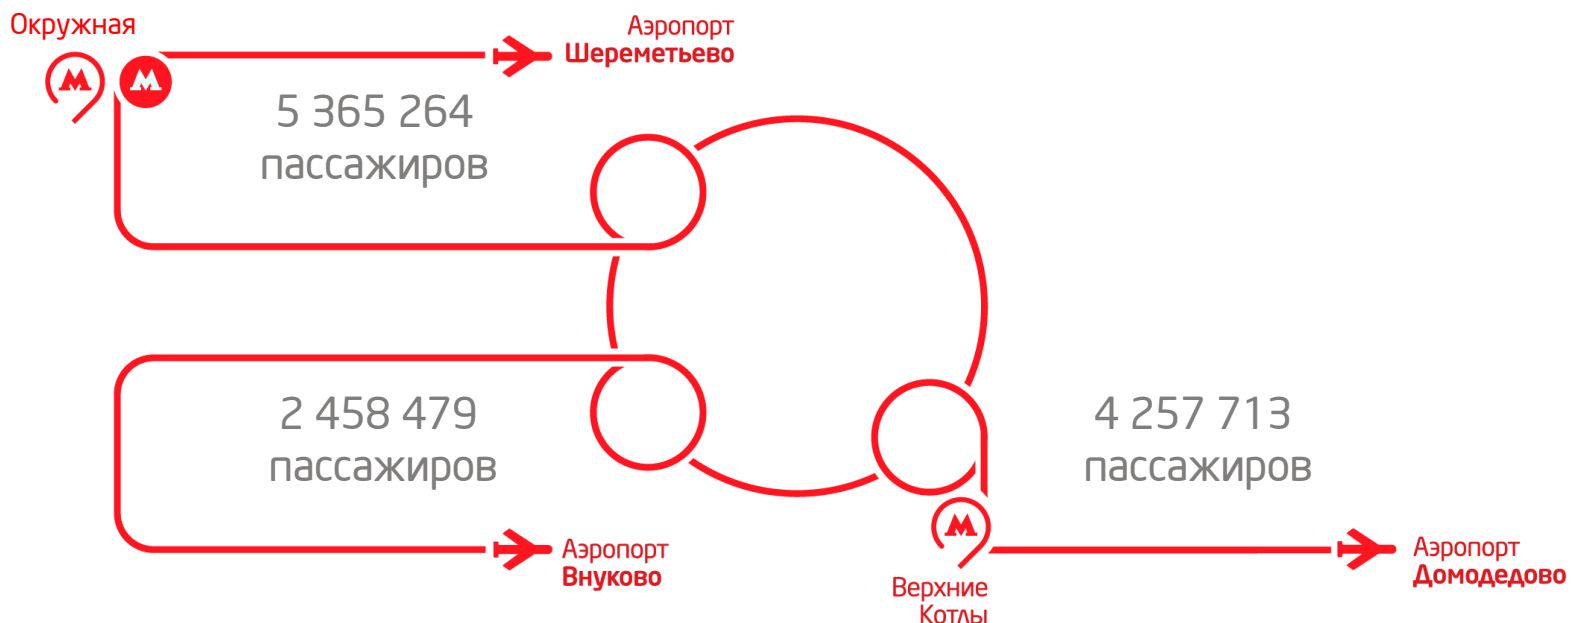 Окружная
Аэропорт
Шереметьево
5 365 264
пассажиров
2 458 479
пассажиров
4 257 713
пассажиров
Аэропорт
Внуково
Верхние
Котлы
Аэропорт
Домодедово